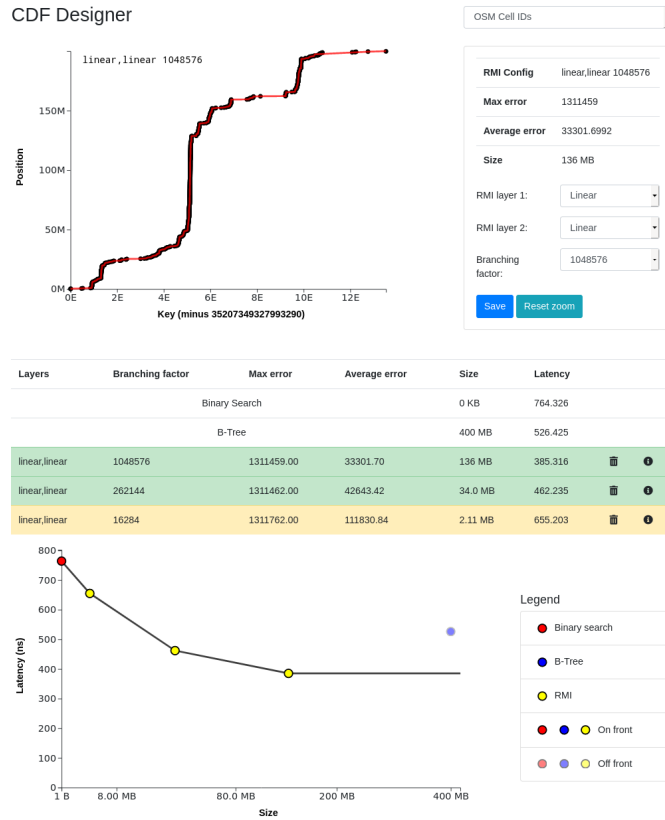 CDF Designer
OSM Cell IDs
linear,linear 1048576
150M
100M
50M
0M
Position
0E 2E 4E 6E 8E 10E 12E
Key (minus 35207349327993290)
RMI Config linear,linear 1048576
Max error 1311459
Average error 33301.6992
Size 136 MB
RMI layer 1: Linear
RMI layer 2: Linear
Branching factor: 1048576
Save Reset zoom
Layers Branching factor Max error Average error Size Latency
Binary Search 0 KB 764.326
B-Tree 400 MB 526.425
linear,linear 1048576 1311459.00 33301.70 136 MB 385.316
linear,linear 262144 1311462.00 42643.42 34.0 MB 462.235
linear,linear 16284 1311762.00 111830.84 2.11 MB 655.203
800
700
600
500
400
300
200
100
0
Latency (ns)
1 B 8.00 MB 80.0 MB 200 MB 400 MB
Size
Legend
Binary search
B-Tree
RMI
On front
Off front